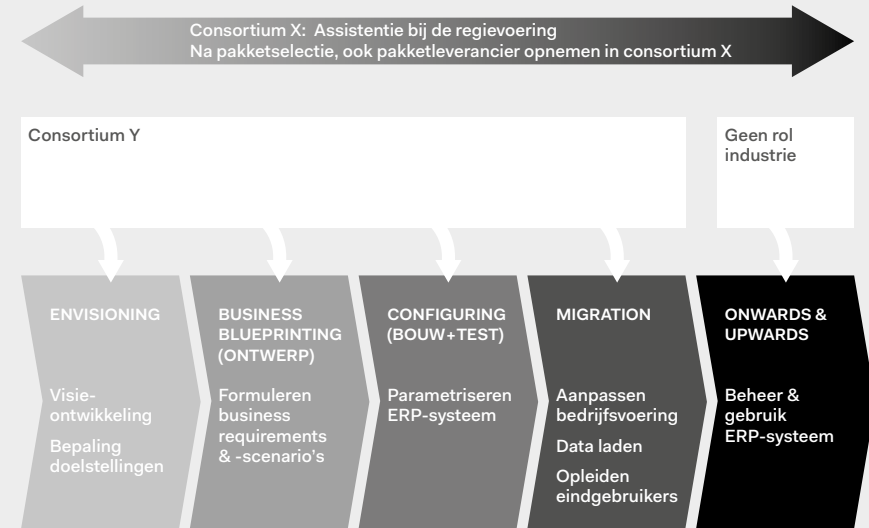 Consortium X:  Assistentie bij de regievoering
Na pakketselectie, ook pakketleverancier opnemen in consortium X
Consortium Y
Geen rol
industrie
ENVISIONING
Visie-
ontwikkeling
Bepaling
doelstellingen
BUSINESS
BLUEPRINTING
(ONTWERP)
Formuleren
business
requirements
& -scenario's
CONFIGURING
(BOUW+TEST)
Parametriseren
ERP-systeem
MIGRATION
Aanpassen
bedrijfsvoering
Data laden
Opleiden
eindgebruikers
ONWARDS &
UPWARDS
Beheer &
gebruik
ERP-systeem